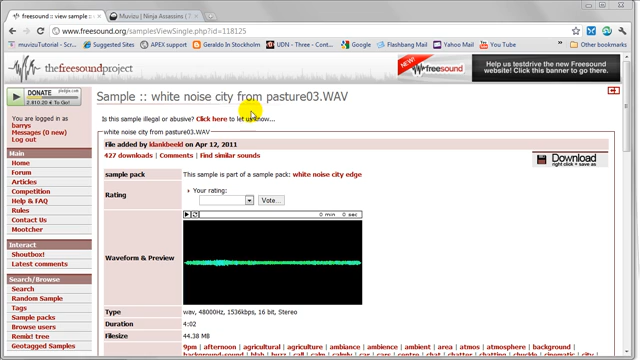 freesound :: view sample
Muvizu | Ninja Assassins
www.freesound.org/samplesViewSingle.php?id=118125
muvizuTutorial
Suggested Sites
APEX support
Geraldo In Stockholm
UDN - Three - Cont...
Google
Flashbang Mail
Yahoo Mail
You Tube
Other bookmarks
thefreesoundproject
NEW!
freesound
Help us testdrive the new Freesound
website! Click this banner to go there.
DONATE
2 810.20 € To Go!
Sample :: white noise city from pasture03.WAV
You are logged in as
barrys
Messages (0 new)
Log out
Is this sample illegal or abusive? Click here to let us know...
white noise city from pasture03.WAV
File added by klankbeeld on Apr 12, 2011
427 downloads | Comments | Find similar sounds
Download
right click + save as
Main
Home
Forum
Articles
Competition
Help & FAQ
Rules
Contact Us
Mootcher
sample pack
This sample is part of a sample pack: white noise city edge
Rating
Your rating:
Vote...
0 min 0 sec
Waveform & Preview
Interact
Shoutbox!
Latest comments
Search/Browse
Search
Random Sample
Tags
Sample packs
Browse users
Remix! tree
Geotagged Samples
Type
wav, 48000Hz, 1536kbps, 16 bit, Stereo
Duration
4:02
Filesize
44.38 MB
9pm | afternoon | agricultural | agriculture | ambiance | ambience | ambient | area | atmos | atmosphere | background |